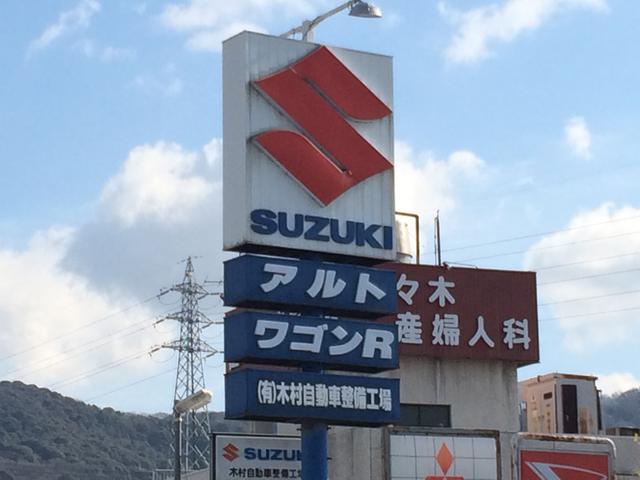 SUZUKI
アルト
ワゴンR
(有)木村自動車整備工場
々木
産婦人科
SUZUKI
木村自動車整備工場